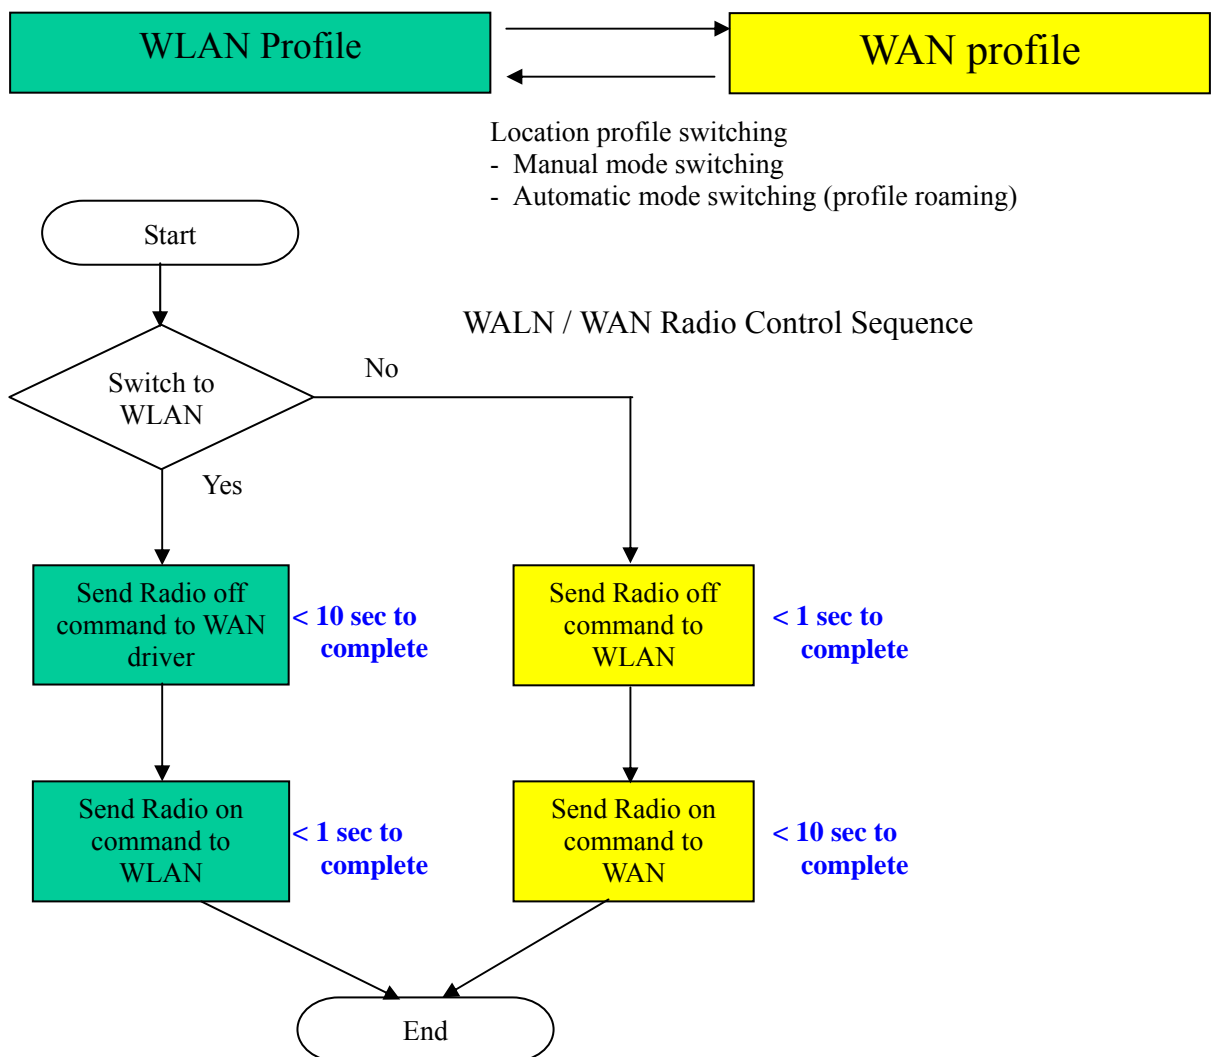 WLAN Profile
WAN profile
Location profile switching
- Manual mode switching
- Automatic mode switching (profile roaming)
Start
WALN / WAN Radio Control Sequence
No
Switch to
WLAN
Yes
Send Radio off
command to WAN
driver
< 10 sec to
complete
Send Radio off
command to
WLAN
< 1 sec to
complete
Send Radio on
command to
WLAN
< 1 sec to
complete
Send Radio on
command to
WAN
< 10 sec to
complete
End